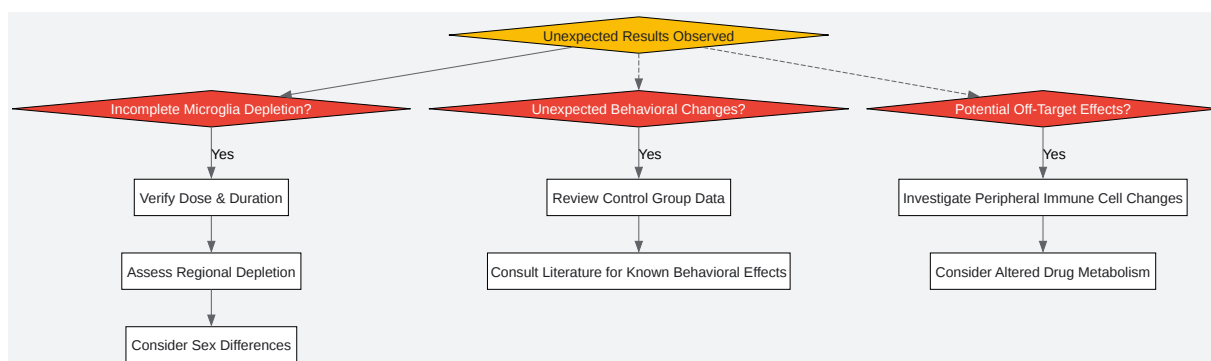 Unexpected Results Observed
Incomplete Microglia Depletion?
Unexpected Behavioral Changes?
Potential Off-Target Effects?
Yes
Yes
Yes
Verify Dose & Duration
Review Control Group Data
Investigate Peripheral Immune Cell Changes
Assess Regional Depletion
Consult Literature for Known Behavioral Effects
Consider Altered Drug Metabolism
Consider Sex Differences